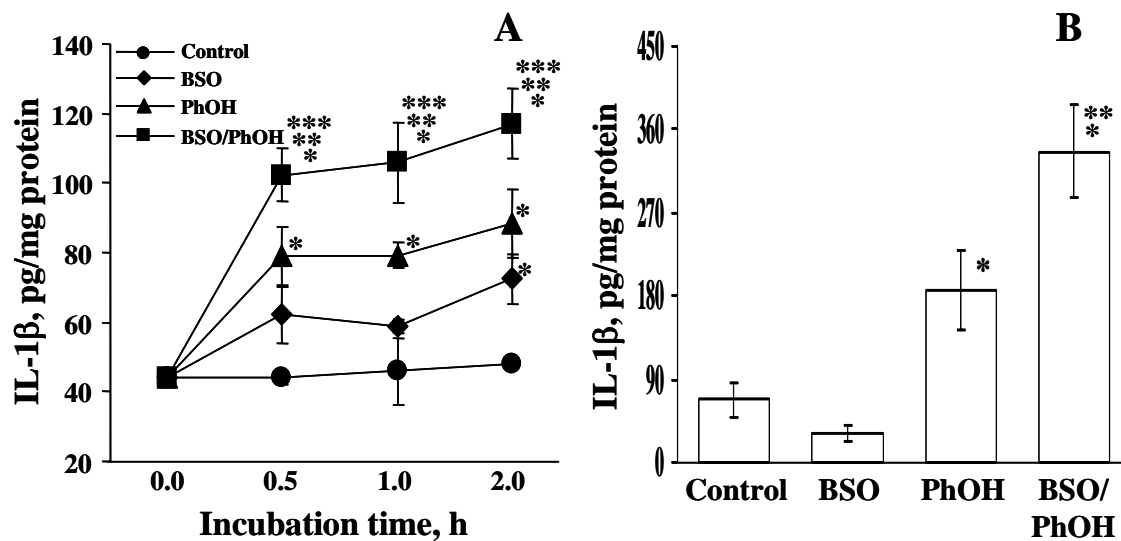 A
IL-1β, pg/mg protein
140
120
100
80
60
40
20
Control
BSO
PhOH
BSO/PhOH
***
**
*
***
**
*
***
**
*
*
*
*
*
0.0 0.5 1.0 2.0
Incubation time, h
B
IL-1β, pg/mg protein
450
360
270
180
90
0
*
**
*
Control BSO PhOH BSO/
PhOH